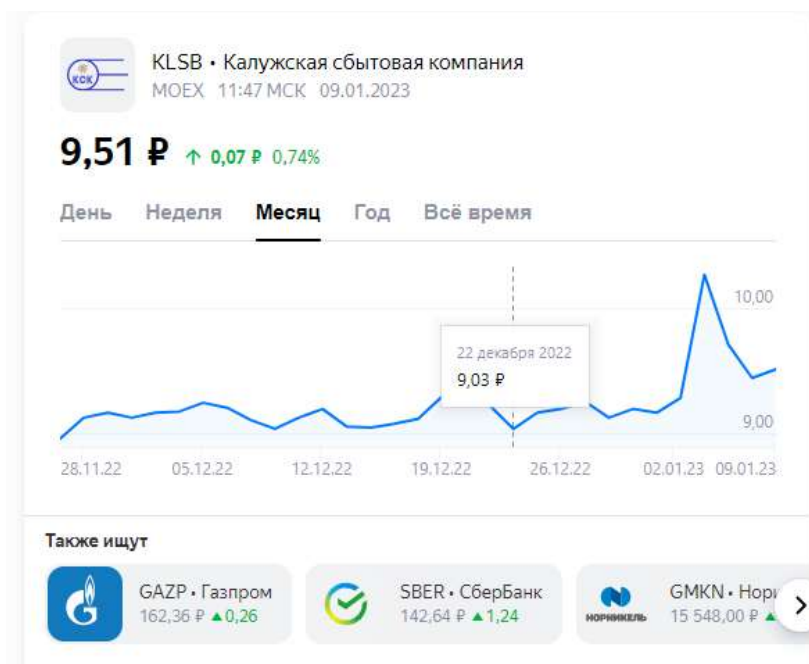 KLSB • Калужская сбытовая компания
MOEX 11:47 МСК 09.01.2023
КСК
9,51 ₽ ↑ 0,07 ₽ 0,74%
День Неделя Месяц Год Всё время
10,00
22 декабря 2022
9,03 ₽
9,00
28.11.22 05.12.22 12.12.22 19.12.22 26.12.22 02.01.23 09.01.23
Также ищут
GAZP • Газпром
162,36 ₽ ▲0,26
SBER • СберБанк
142,64 ₽ ▲1,24
НОРНИКЕЛЬ
GMKN • Нори
15 548,00 ₽ ▲